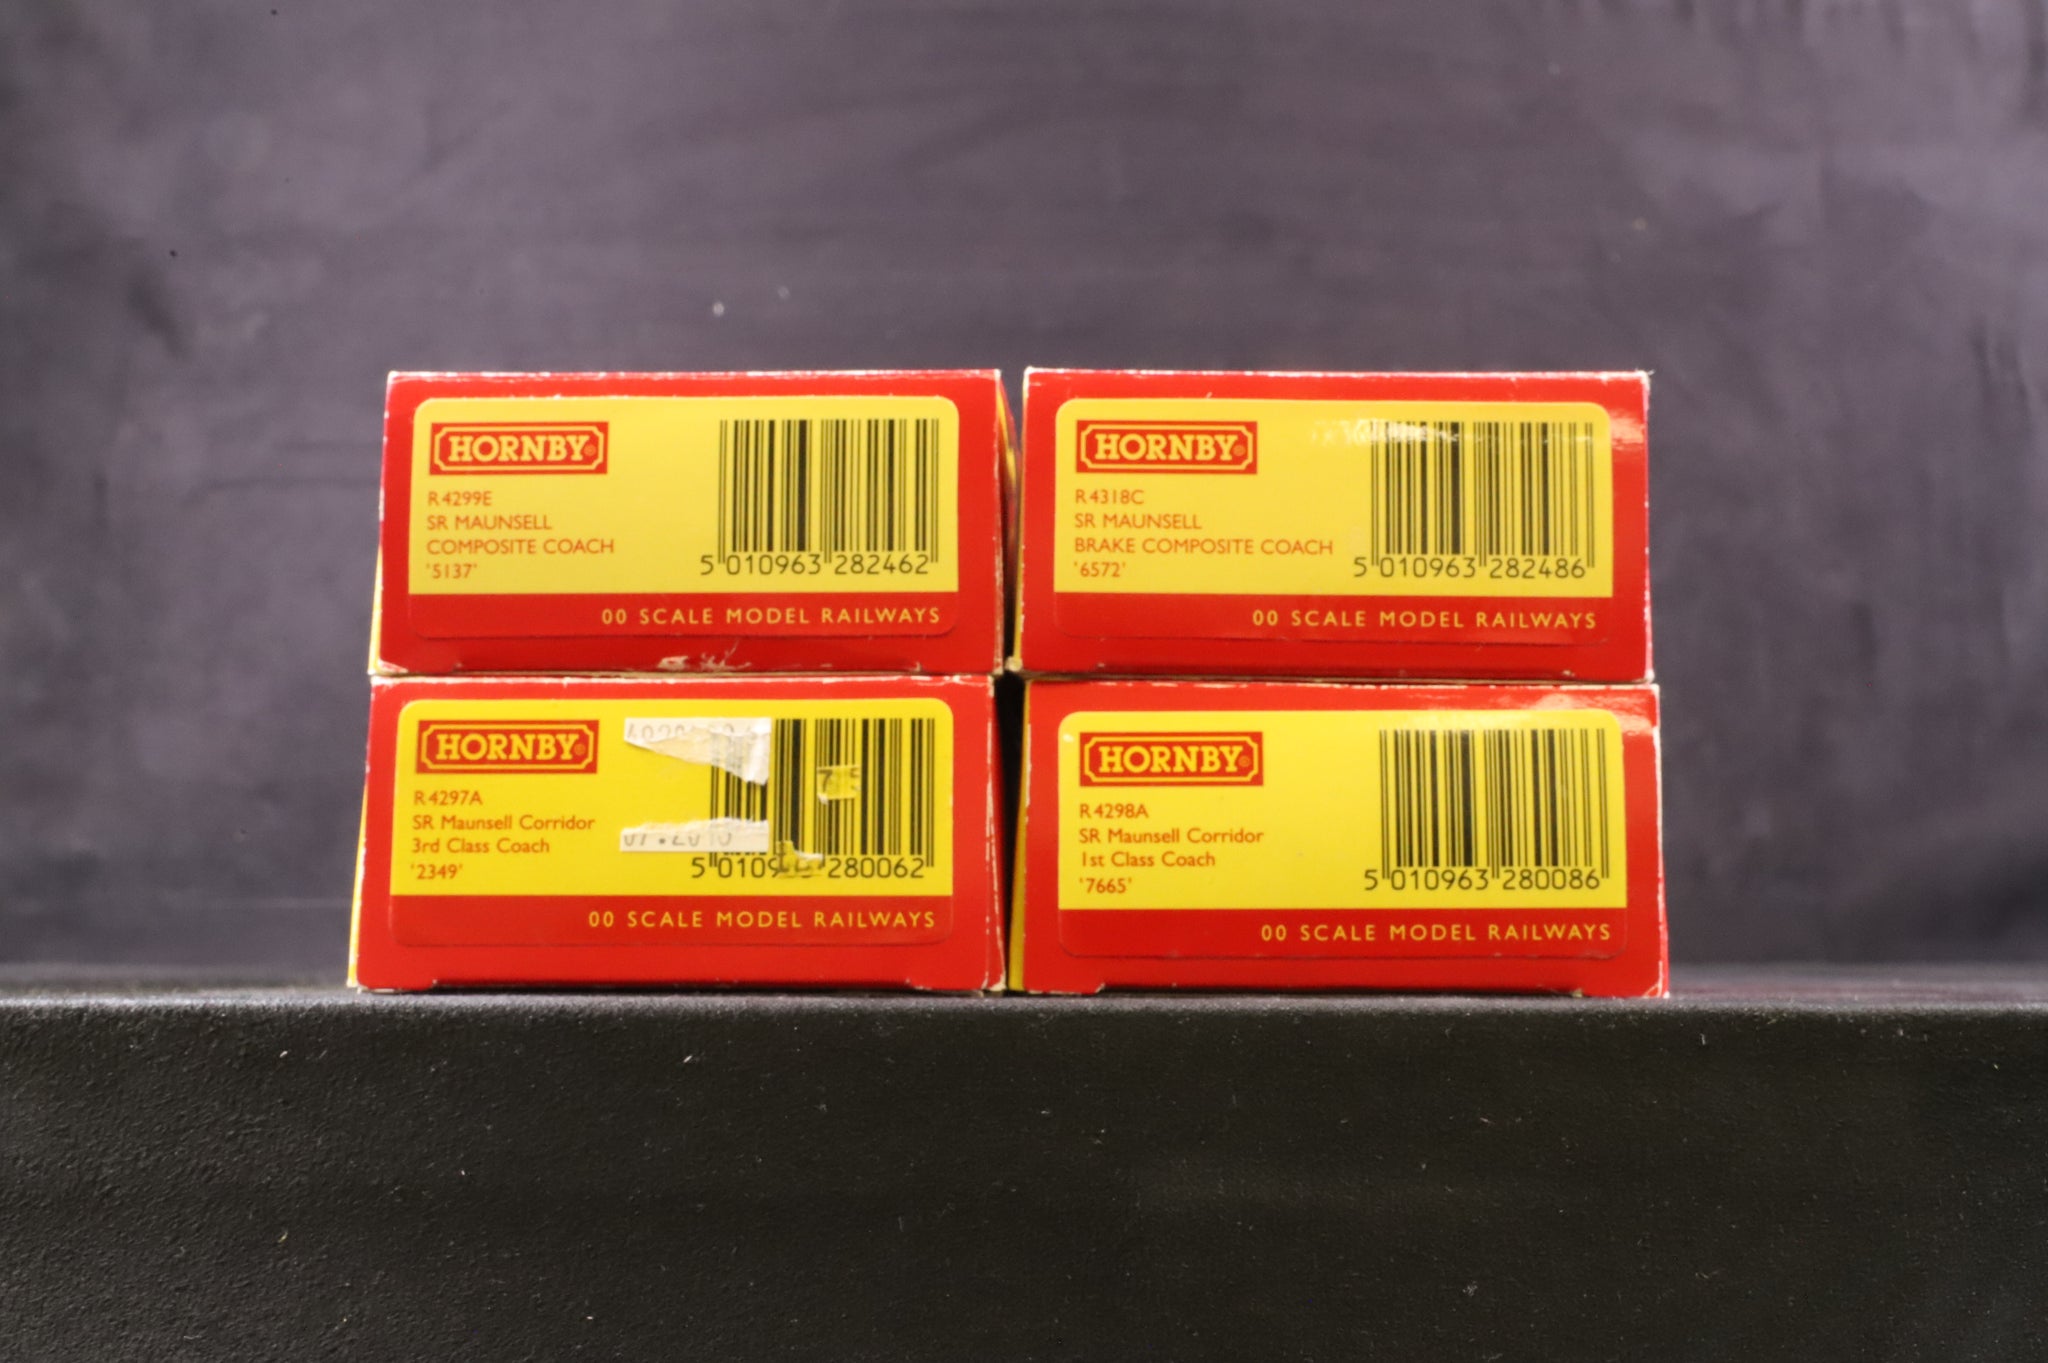 HORNBY®
R4299E
SR MAUNSELL
COMPOSITE COACH
'5137'
5 010963 282462
00 SCALE MODEL RAILWAYS
HORNBY®
R4318C
SR MAUNSELL
BRAKE COMPOSITE COACH
'6572'
5 010963 282486
00 SCALE MODEL RAILWAYS
HORNBY®
R4297A
SR Maunsell Corridor
3rd Class Coach
'2349'
5 280062
00 SCALE MODEL RAILWAYS
HORNBY®
R4298A
SR Maunsell Corridor
1st Class Coach
'7665'
5 010963 280086
00 SCALE MODEL RAILWAYS